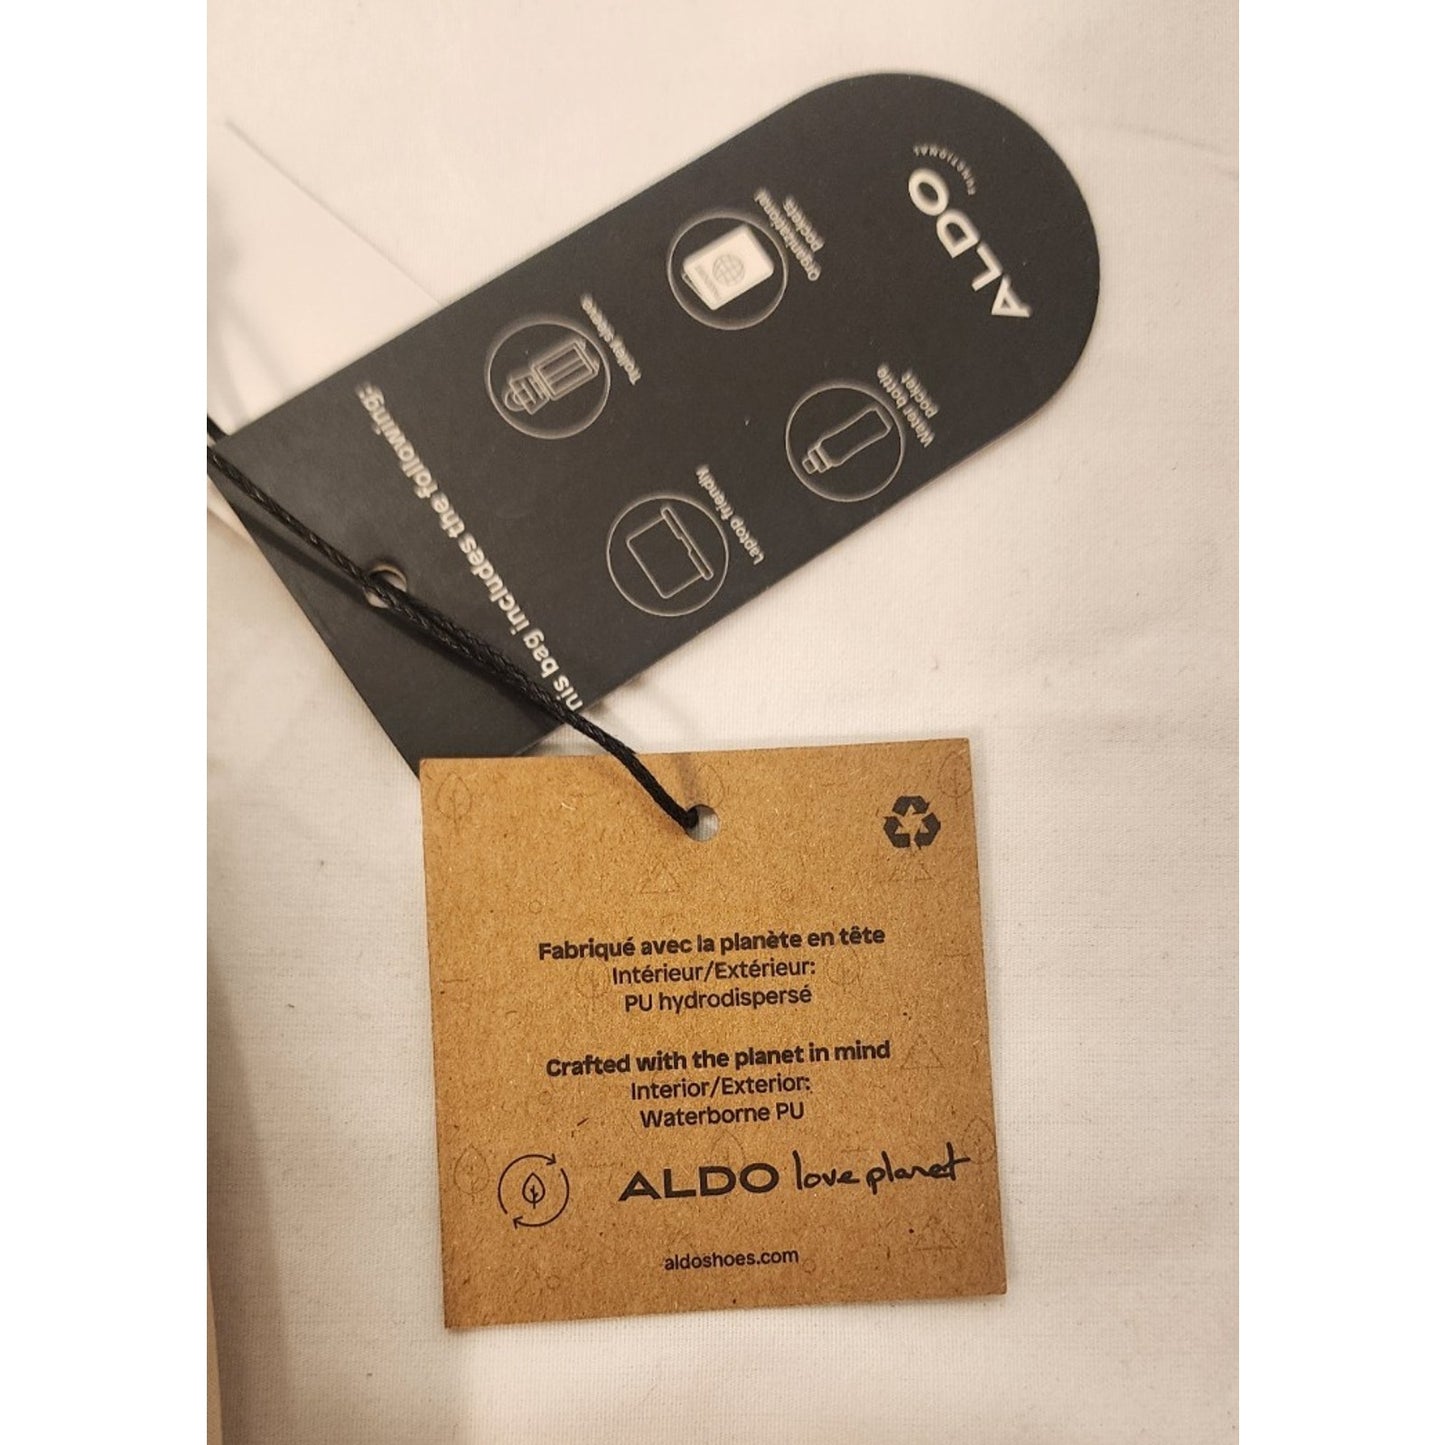 ALDO
FUNCTIONAL
Organizational
pockets
Water bottle
pocket
Trolley sleeve
Laptop friendly
his bag includes the following:
Fabriqué avec la planète en tête
Intérieur/Extérieur:
PU hydrodispersé
Crafted with the planet in mind
Interior/Exterior:
Waterborne PU
ALDO love planet
aldoshoes.com